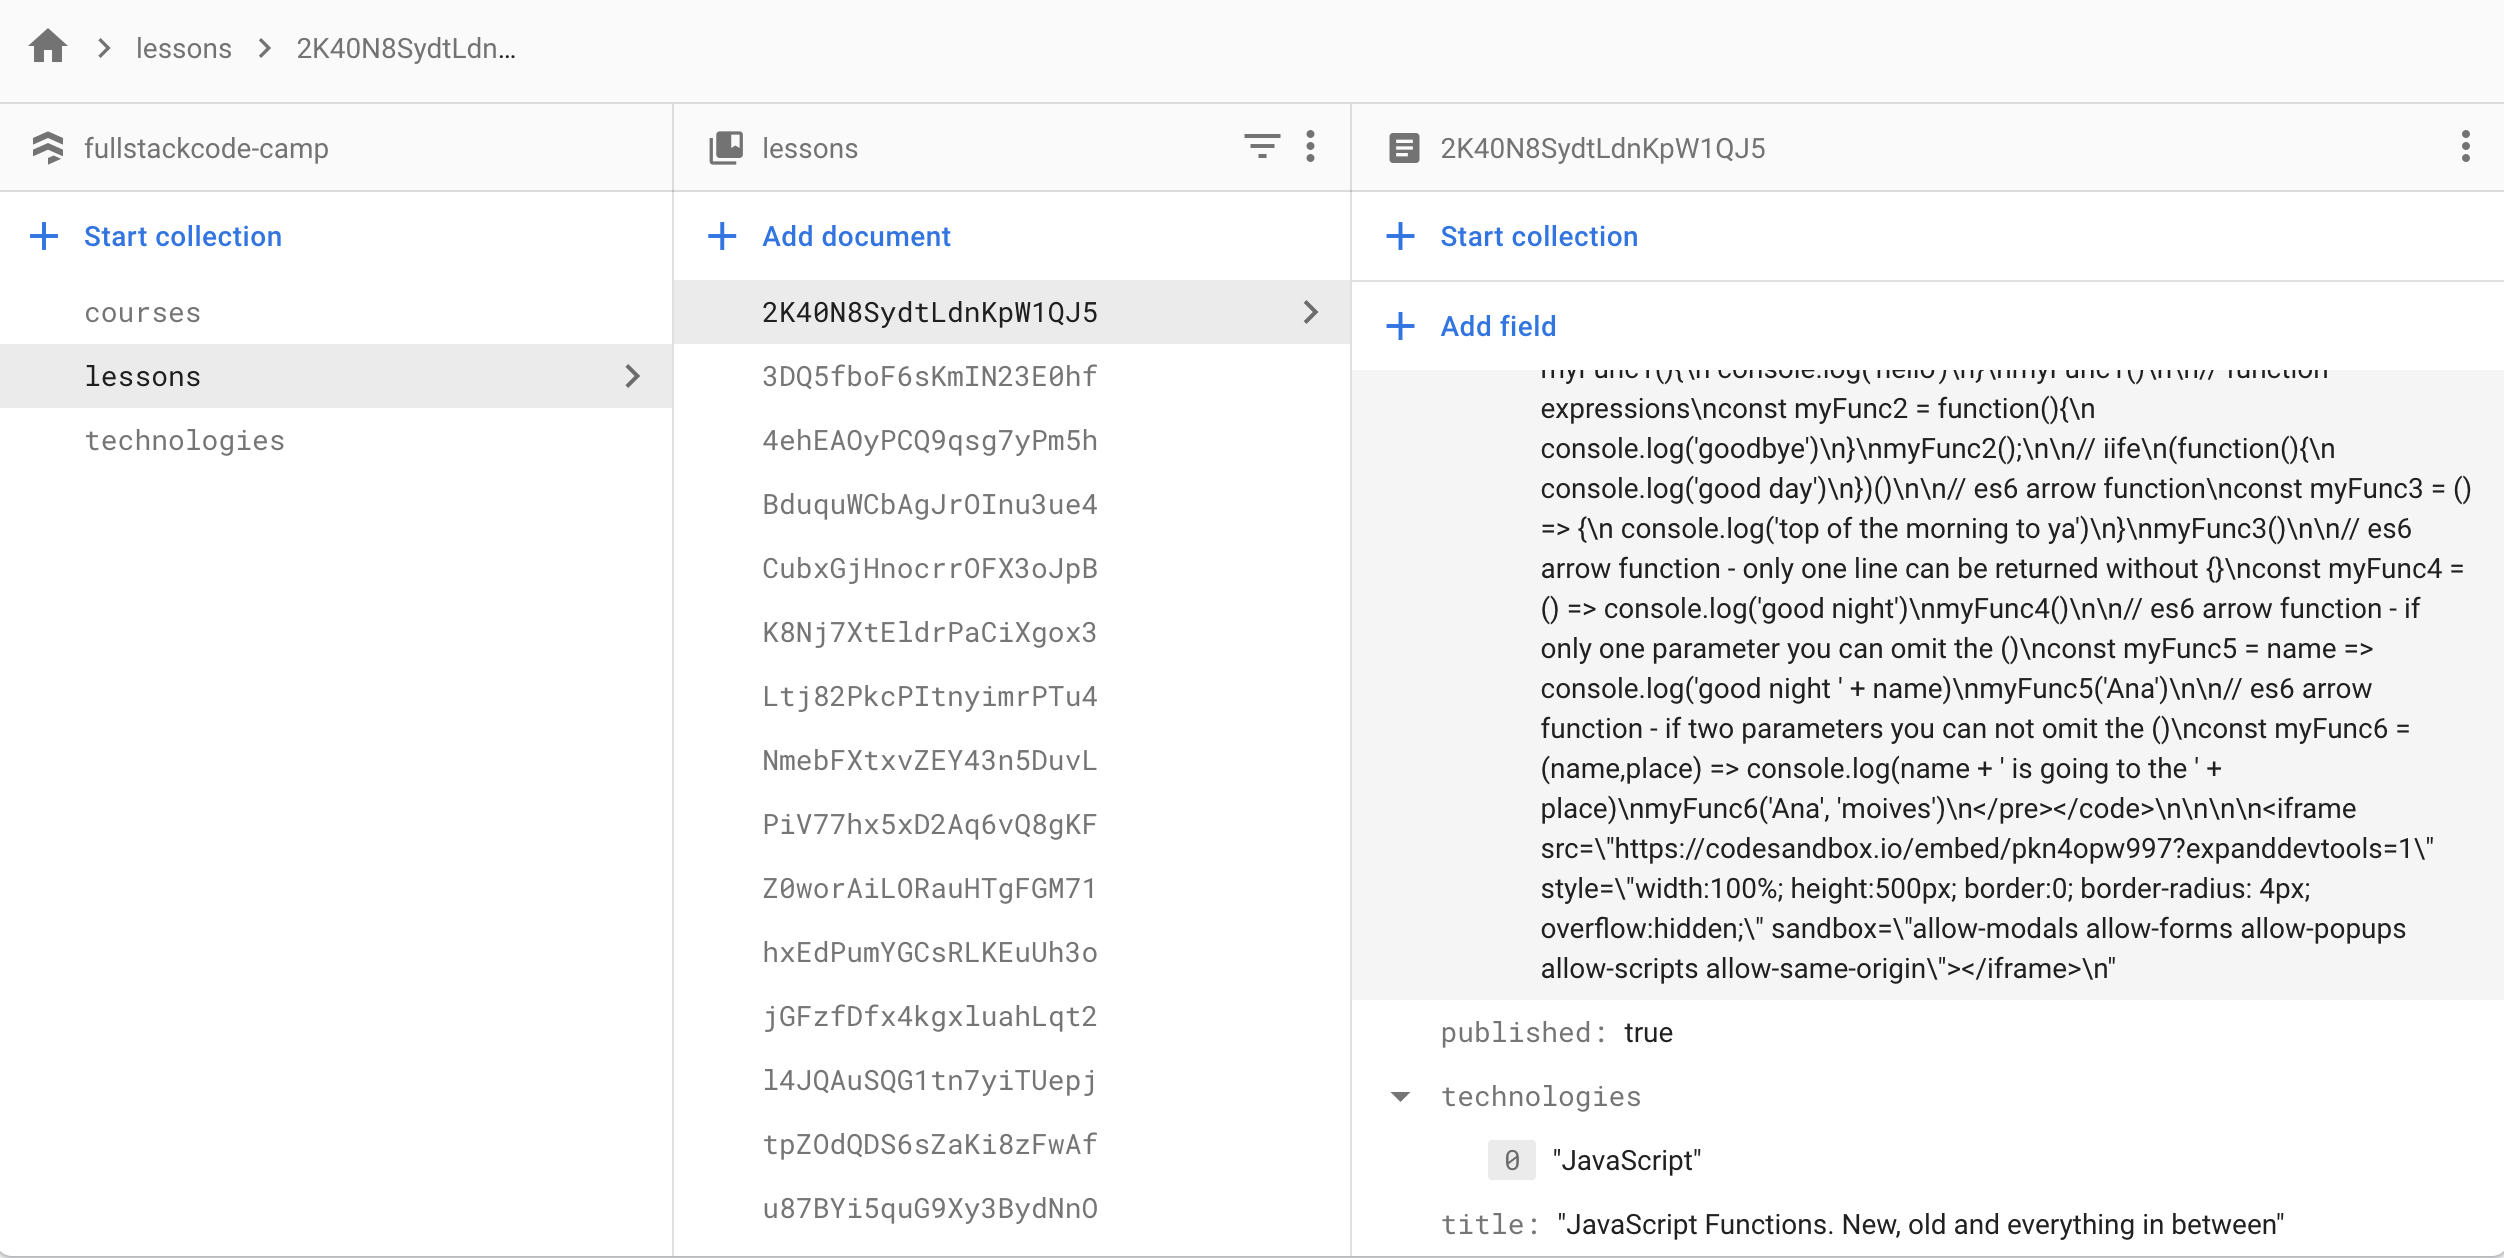 lessons
2K40N8SydtLdn...
fullstackcode-camp
Start collection
courses
lessons
technologies
lessons
Add document
2K40N8SydtLdnKpW1QJ5
3DQ5fboF6sKmIN23E0hf
4ehEAOyPCQ9qsg7yPm5h
BduquWCbAgJrOInu3ue4
CubxGjHnocrrOFX3oJpB
K8Nj7XtEldrPaCiXgox3
Ltj82PkcPItnyimrPTu4
NmebFXtxvZEY43n5DuvL
PiV77hx5xD2Aq6vQ8gKF
Z0worAiLORauHTgFGM71
hxEdPumYGCsRLKEuUh3o
jGFzfDfx4kgxluahLqt2
l4JQAuSQG1tn7yiTUepj
tpZOdQDS6sZaKi8zFwAf
u87BYi5quG9Xy3BydNnO
2K40N8SydtLdnKpW1QJ5
Start collection
Add field
myFunc1(){\n console.log('hello')\n}\nmyFunc1()\n\n// function
expressions\nconst myFunc2 = function(){\n
console.log('goodbye')\n}\nmyFunc2();\n\n// iife\n(function(){\n
console.log('good day')\n})()\n\n// es6 arrow function\nconst myFunc3 = ()
=> {\n console.log('top of the morning to ya')\n}\nmyFunc3()\n\n// es6
arrow function - only one line can be returned without {}\nconst myFunc4 =
() => console.log('good night')\nmyFunc4()\n\n// es6 arrow function - if
only one parameter you can omit the ()\nconst myFunc5 = name =>
console.log('good night ' + name)\nmyFunc5('Ana')\n\n// es6 arrow
function - if two parameters you can not omit the ()\nconst myFunc6 =
(name,place) => console.log(name + ' is going to the ' +
place)\nmyFunc6('Ana', 'moives')\n</pre></code>\n\n\n\n<iframe
src=\"https://codesandbox.io/embed/pkn4opw997?expanddevtools=1\"
style=\"width:100%; height:500px; border:0; border-radius: 4px;
overflow:hidden;\" sandbox=\"allow-modals allow-forms allow-popups
allow-scripts allow-same-origin\"></iframe>\n"
published: true
technologies
0 "JavaScript"
title: "JavaScript Functions. New, old and everything in between"